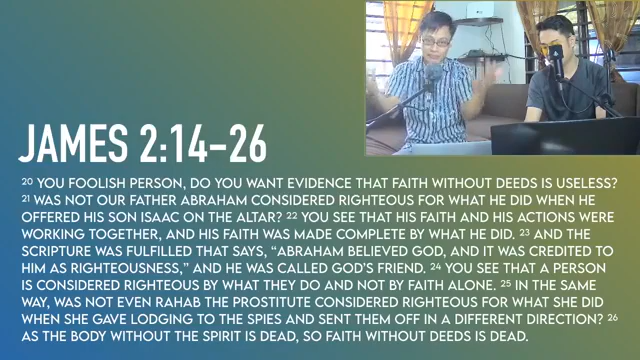 JAMES 2:14-26
20 YOU FOOLISH PERSON, DO YOU WANT EVIDENCE THAT FAITH WITHOUT DEEDS IS USELESS?
21 WAS NOT OUR FATHER ABRAHAM CONSIDERED RIGHTEOUS FOR WHAT HE DID WHEN HE
OFFERED HIS SON ISAAC ON THE ALTAR? 22 YOU SEE THAT HIS FAITH AND HIS ACTIONS WERE
WORKING TOGETHER, AND HIS FAITH WAS MADE COMPLETE BY WHAT HE DID. 23 AND THE
SCRIPTURE WAS FULFILLED THAT SAYS, “ABRAHAM BELIEVED GOD, AND IT WAS CREDITED TO
HIM AS RIGHTEOUSNESS,” AND HE WAS CALLED GOD’S FRIEND. 24 YOU SEE THAT A PERSON
IS CONSIDERED RIGHTEOUS BY WHAT THEY DO AND NOT BY FAITH ALONE. 25 IN THE SAME
WAY, WAS NOT EVEN RAHAB THE PROSTITUTE CONSIDERED RIGHTEOUS FOR WHAT SHE DID
WHEN SHE GAVE LODGING TO THE SPIES AND SENT THEM OFF IN A DIFFERENT DIRECTION? 26
AS THE BODY WITHOUT THE SPIRIT IS DEAD, SO FAITH WITHOUT DEEDS IS DEAD.